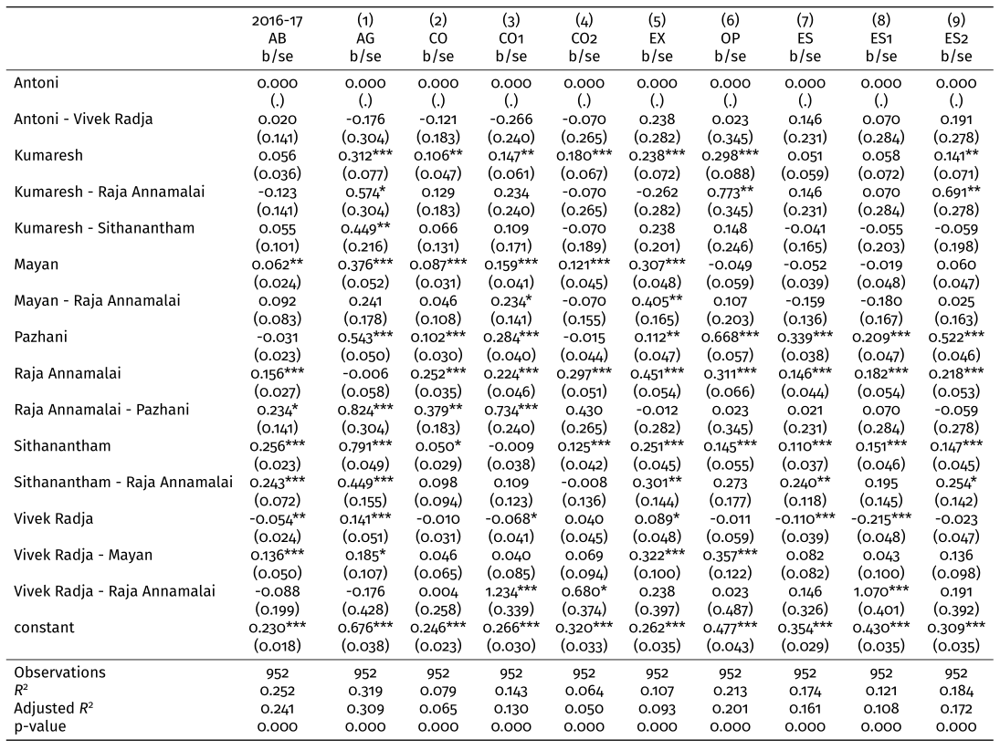 2016-17 (1) (2) (3) (4) (5) (6) (7) (8) (9)
AB AG CO CO1 CO2 EX OP ES ES1 ES2
b/se b/se b/se b/se b/se b/se b/se b/se b/se b/se
Antoni 0.000 0.000 0.000 0.000 0.000 0.000 0.000 0.000 0.000 0.000
(.) (.) (.) (.) (.) (.) (.) (.) (.) (.)
Antoni - Vivek Radja 0.020 -0.176 -0.121 -0.266 -0.070 0.238 0.023 0.146 0.070 0.191
(0.141) (0.304) (0.183) (0.240) (0.265) (0.282) (0.345) (0.231) (0.284) (0.278)
Kumaresh 0.056 0.312*** 0.106** 0.147** 0.180*** 0.238*** 0.298*** 0.051 0.058 0.141**
(0.036) (0.077) (0.047) (0.061) (0.067) (0.072) (0.088) (0.059) (0.072) (0.071)
Kumaresh - Raja Annamalai -0.123 0.574* 0.129 0.234 -0.070 -0.262 0.773** 0.146 0.070 0.691**
(0.141) (0.304) (0.183) (0.240) (0.265) (0.282) (0.345) (0.231) (0.284) (0.278)
Kumaresh - Sithanantham 0.055 0.449** 0.066 0.109 -0.070 0.238 0.148 -0.041 -0.055 -0.059
(0.101) (0.216) (0.131) (0.171) (0.189) (0.201) (0.246) (0.165) (0.203) (0.198)
Mayan 0.062** 0.376*** 0.087*** 0.159*** 0.121*** 0.307*** -0.049 -0.052 -0.019 0.060
(0.024) (0.052) (0.031) (0.041) (0.045) (0.048) (0.059) (0.039) (0.048) (0.047)
Mayan - Raja Annamalai 0.092 0.241 0.046 0.234* -0.070 0.405** 0.107 -0.159 -0.180 0.025
(0.083) (0.178) (0.108) (0.141) (0.155) (0.165) (0.203) (0.136) (0.167) (0.163)
Pazhani -0.031 0.543*** 0.102*** 0.284*** -0.015 0.112** 0.668*** 0.339*** 0.209*** 0.522***
(0.023) (0.050) (0.030) (0.040) (0.044) (0.047) (0.057) (0.038) (0.047) (0.046)
Raja Annamalai 0.156*** -0.006 0.252*** 0.224*** 0.297*** 0.451*** 0.311*** 0.146*** 0.182*** 0.218***
(0.027) (0.058) (0.035) (0.046) (0.051) (0.054) (0.066) (0.044) (0.054) (0.053)
Raja Annamalai - Pazhani 0.234* 0.824*** 0.379** 0.734*** 0.430 -0.012 0.023 0.021 0.070 -0.059
(0.141) (0.304) (0.183) (0.240) (0.265) (0.282) (0.345) (0.231) (0.284) (0.278)
Sithanantham 0.256*** 0.791*** 0.050* -0.009 0.125*** 0.251*** 0.145*** 0.110*** 0.151*** 0.147***
(0.023) (0.049) (0.029) (0.038) (0.042) (0.045) (0.055) (0.037) (0.046) (0.045)
Sithanantham - Raja Annamalai 0.243*** 0.449*** 0.098 0.109 -0.008 0.301** 0.273 0.240** 0.195 0.254*
(0.072) (0.155) (0.094) (0.123) (0.136) (0.144) (0.177) (0.118) (0.145) (0.142)
Vivek Radja -0.054** 0.141*** -0.010 -0.068* 0.040 0.089* -0.011 -0.110*** -0.215*** -0.023
(0.024) (0.051) (0.031) (0.041) (0.045) (0.048) (0.059) (0.039) (0.048) (0.047)
Vivek Radja - Mayan 0.136*** 0.185* 0.046 0.040 0.069 0.322*** 0.357*** 0.082 0.043 0.136
(0.050) (0.107) (0.065) (0.085) (0.094) (0.100) (0.122) (0.082) (0.100) (0.098)
Vivek Radja - Raja Annamalai -0.088 -0.176 0.004 1.234*** 0.680* 0.238 0.023 0.146 1.070*** 0.191
(0.199) (0.428) (0.258) (0.339) (0.374) (0.397) (0.487) (0.326) (0.401) (0.392)
constant 0.230*** 0.676*** 0.246*** 0.266*** 0.320*** 0.262*** 0.477*** 0.354*** 0.430*** 0.309***
(0.018) (0.038) (0.023) (0.030) (0.033) (0.035) (0.043) (0.029) (0.035) (0.035)
Observations 952 952 952 952 952 952 952 952 952 952
R² 0.252 0.319 0.079 0.143 0.064 0.107 0.213 0.174 0.121 0.184
Adjusted R² 0.241 0.309 0.065 0.130 0.050 0.093 0.201 0.161 0.108 0.172
p-value 0.000 0.000 0.000 0.000 0.000 0.000 0.000 0.000 0.000 0.000